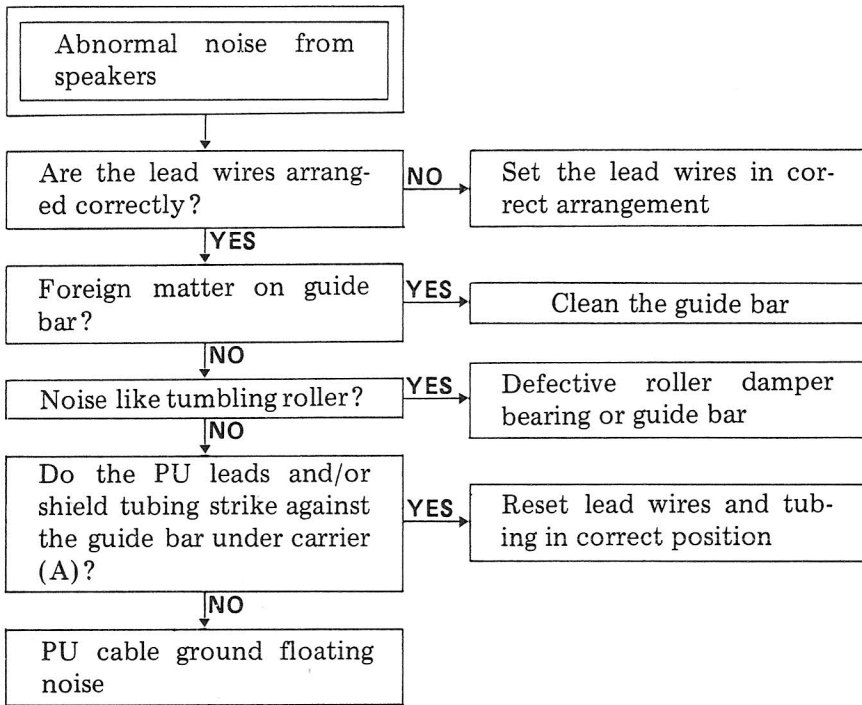 Abnormal noise from
speakers
Are the lead wires arrang-
ed correctly?
NO
Set the lead wires in cor-
rect arrangement
YES
Foreign matter on guide
bar?
YES
Clean the guide bar
NO
Noise like tumbling roller?
YES
Defective roller damper
bearing or guide bar
NO
Do the PU leads and/or
shield tubing strike against
the guide bar under carrier
(A)?
YES
Reset lead wires and tub-
ing in correct position
NO
PU cable ground floating
noise